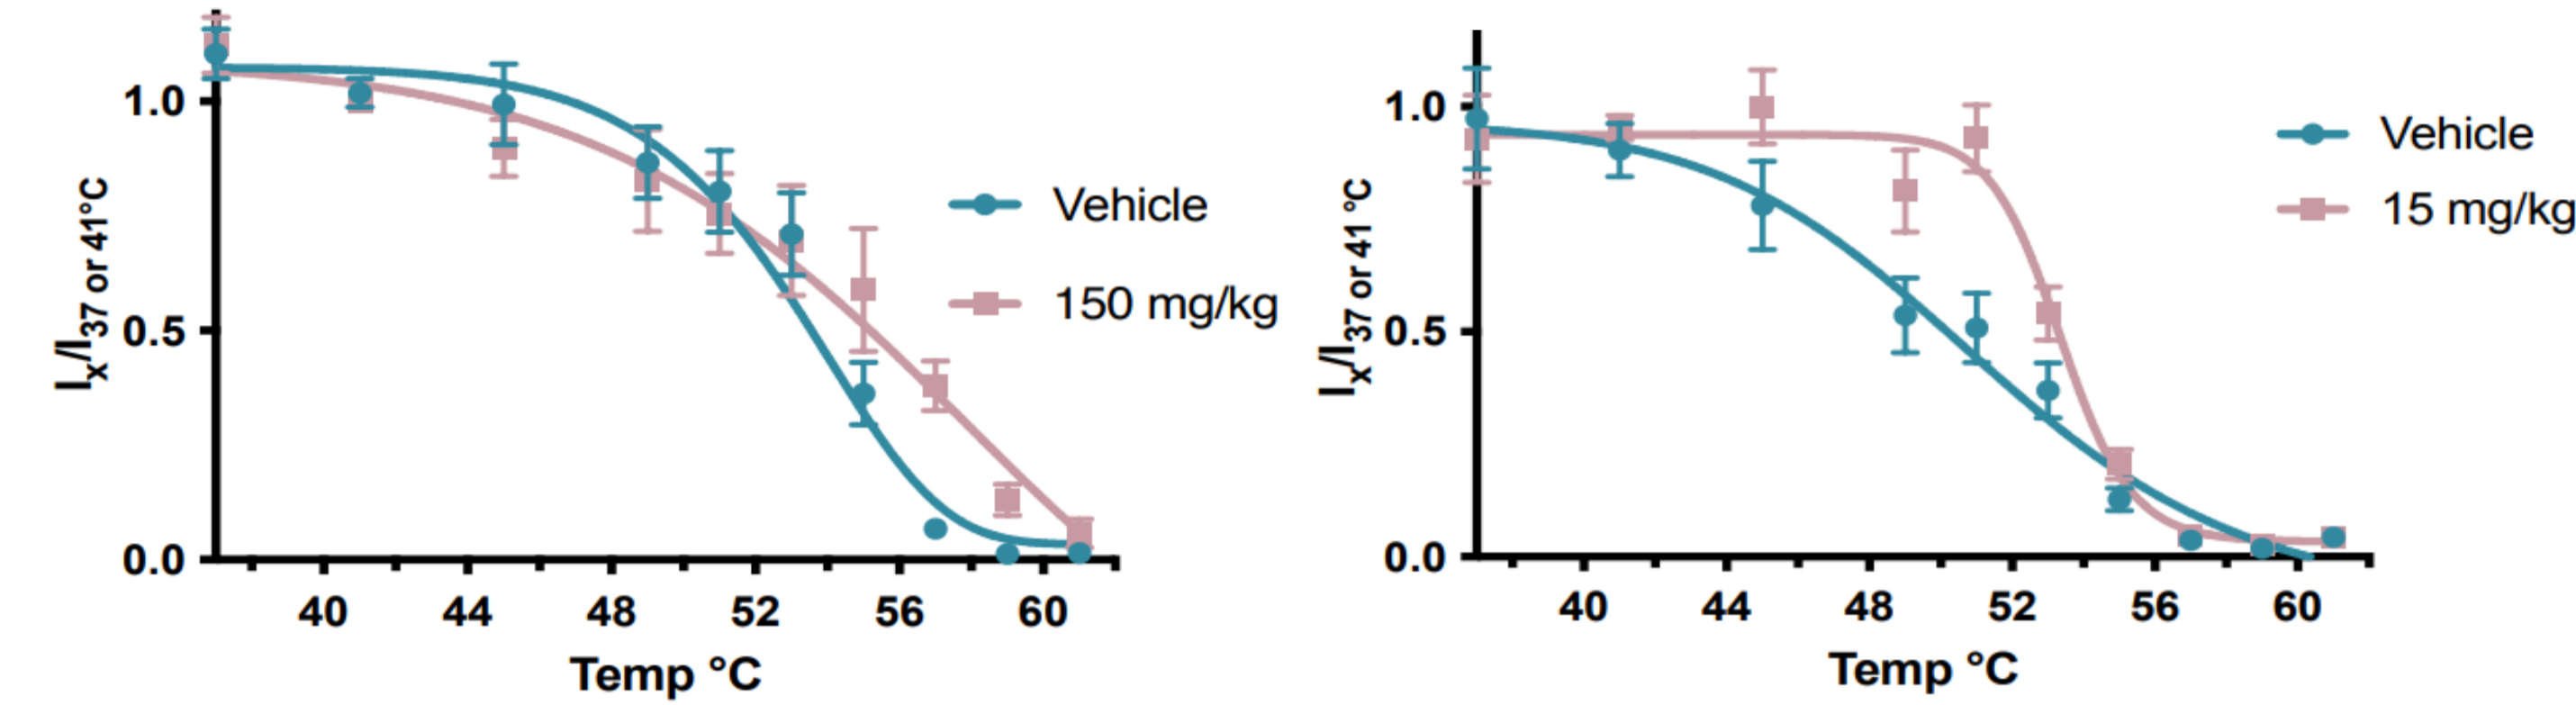 1.0
0.5
0.0
Ix/I37 or 41°C
40 44 48 52 56 60
Temp °C
Vehicle
150 mg/kg
1.0
0.5
0.0
Ix/I37 or 41 °C
40 44 48 52 56 60
Temp °C
Vehicle
15 mg/kg